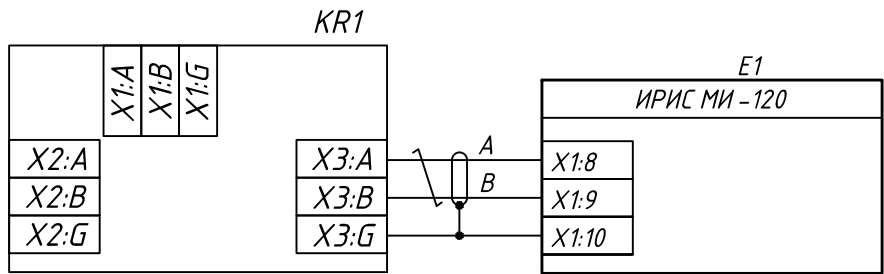 KR1
E1
X1:A
X1:B
X1:G
ИРИС МИ-120
X2:A
X2:B
X2:G
X3:A
X3:B
X3:G
A
B
X1:8
X1:9
X1:10